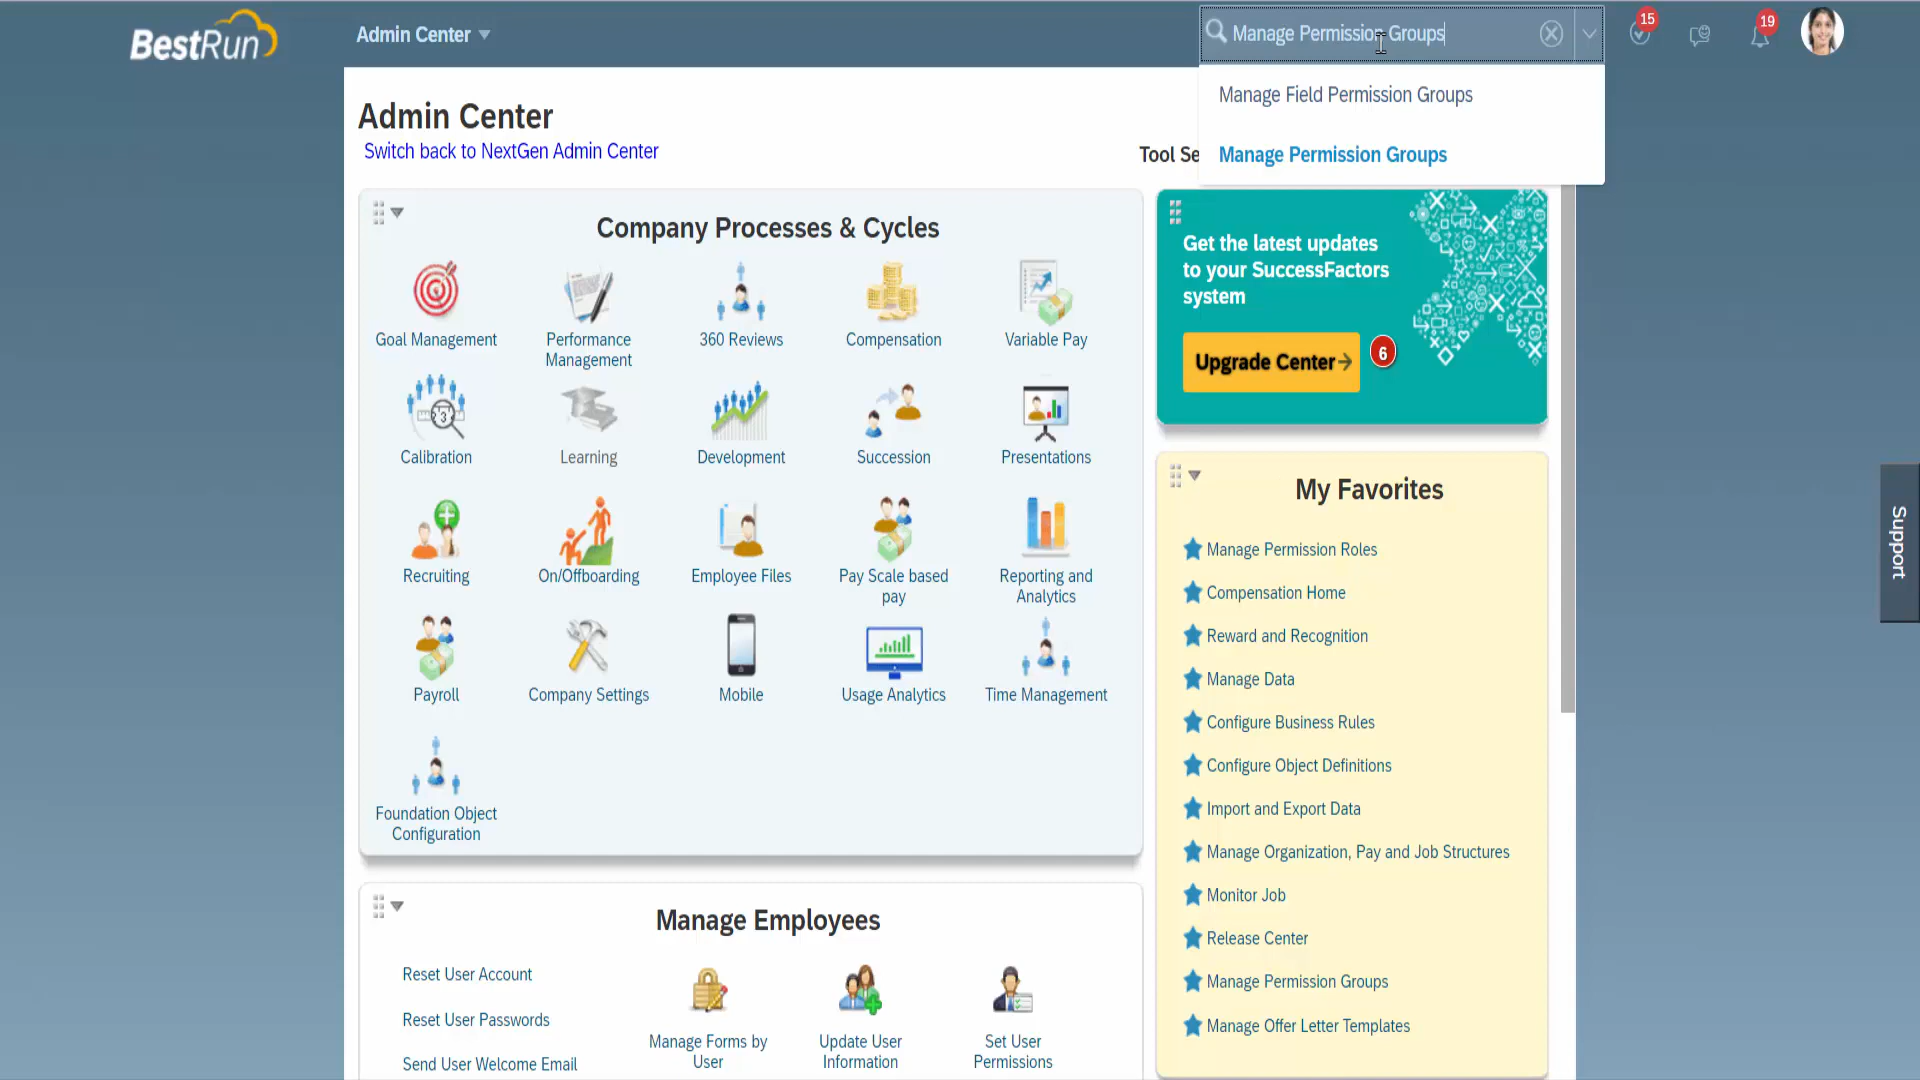 BestRun
Admin Center
Manage Permission Groups
15
19
Manage Field Permission Groups
Manage Permission Groups
Admin Center
Switch back to NextGen Admin Center
Tool Se
Company Processes & Cycles
Goal Management
Performance
Management
360 Reviews
Compensation
Variable Pay
Calibration
Learning
Development
Succession
Presentations
Recruiting
On/Offboarding
Employee Files
Pay Scale based
pay
Reporting and
Analytics
Payroll
Company Settings
Mobile
Usage Analytics
Time Management
Foundation Object
Configuration
Manage Employees
Reset User Account
Reset User Passwords
Send User Welcome Email
Manage Forms by
User
Update User
Information
Set User
Permissions
Get the latest updates
to your SuccessFactors
system
Upgrade Center
6
My Favorites
Manage Permission Roles
Compensation Home
Reward and Recognition
Manage Data
Configure Business Rules
Configure Object Definitions
Import and Export Data
Manage Organization, Pay and Job Structures
Monitor Job
Release Center
Manage Permission Groups
Manage Offer Letter Templates
Support